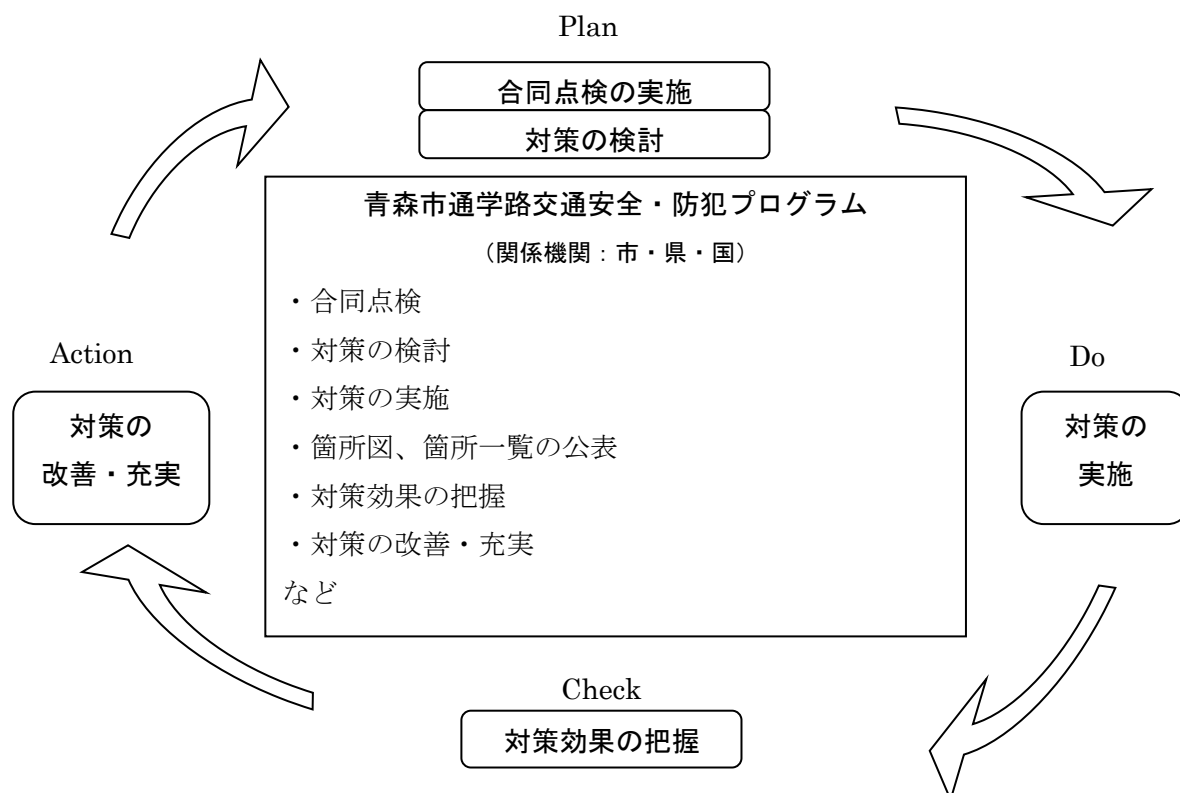 Plan
合同点検の実施
対策の検討
青森市通学路交通安全・防犯プログラム
（関係機関：市・県・国）
・合同点検
・対策の検討
・対策の実施
・箇所図、箇所一覧の公表
・対策効果の把握
・対策の改善・充実
など
Action
対策の
改善・充実
Do
対策の
実施
Check
対策効果の把握